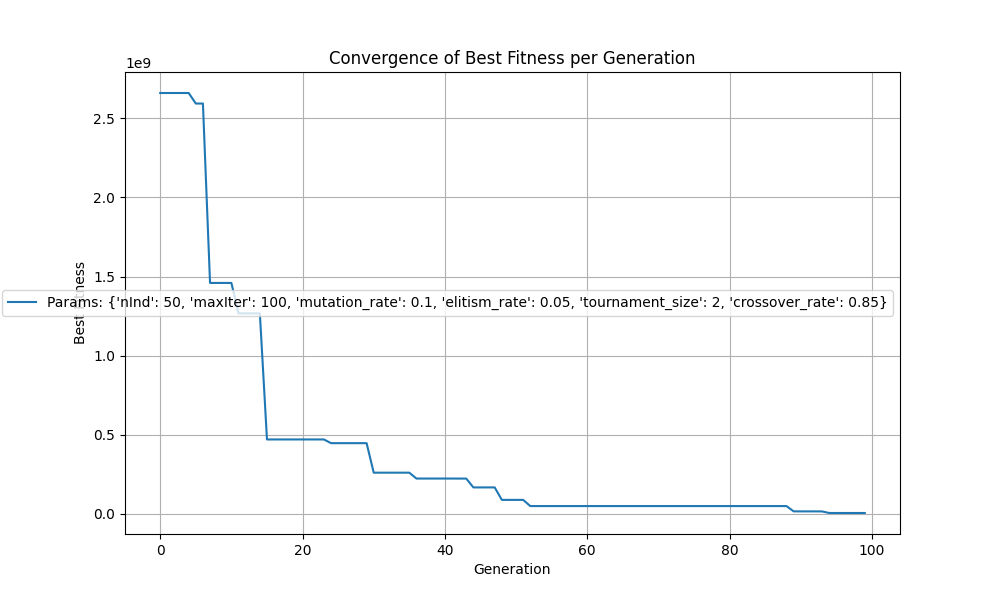 Convergence of Best Fitness per Generation
1e9
2.5
2.0
1.5
1.0
0.5
0.0
Best
Params: {'nInd': 50, 'maxIter': 100, 'mutation_rate': 0.1, 'elitism_rate': 0.05, 'tournament_size': 2, 'crossover_rate': 0.85}
0 20 40 60 80 100
Generation